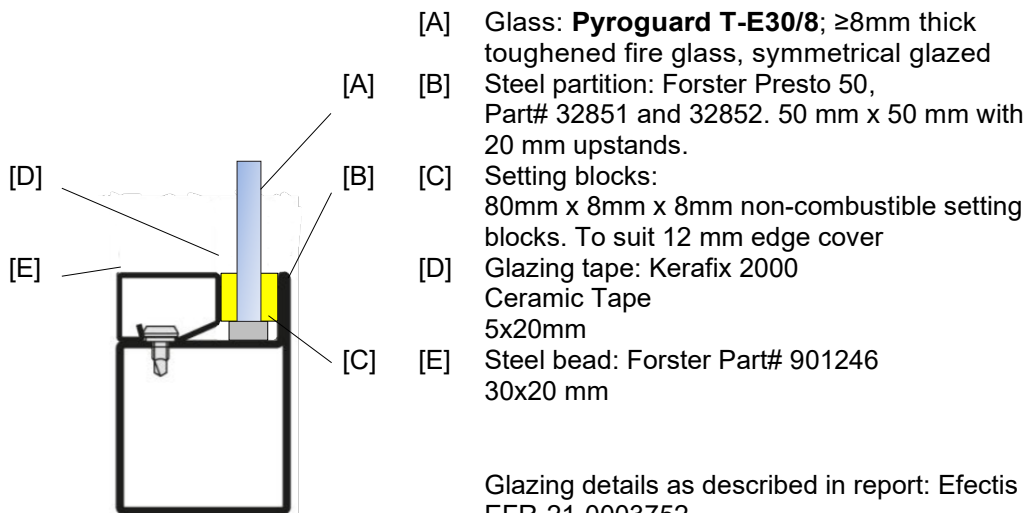 [A] Glass: Pyroguard T-E30/8; ≥8mm thick
toughened fire glass, symmetrical glazed
[A] [B] Steel partition: Forster Presto 50,
Part# 32851 and 32852. 50 mm x 50 mm with
20 mm upstands.
[D] [B] [C] Setting blocks:
80mm x 8mm x 8mm non-combustible setting
blocks. To suit 12 mm edge cover
[E] [D] Glazing tape: Kerafix 2000
Ceramic Tape
5x20mm
[C] [E] Steel bead: Forster Part# 901246
30x20 mm
Glazing details as described in report: Efectis
EFR-21-0003752